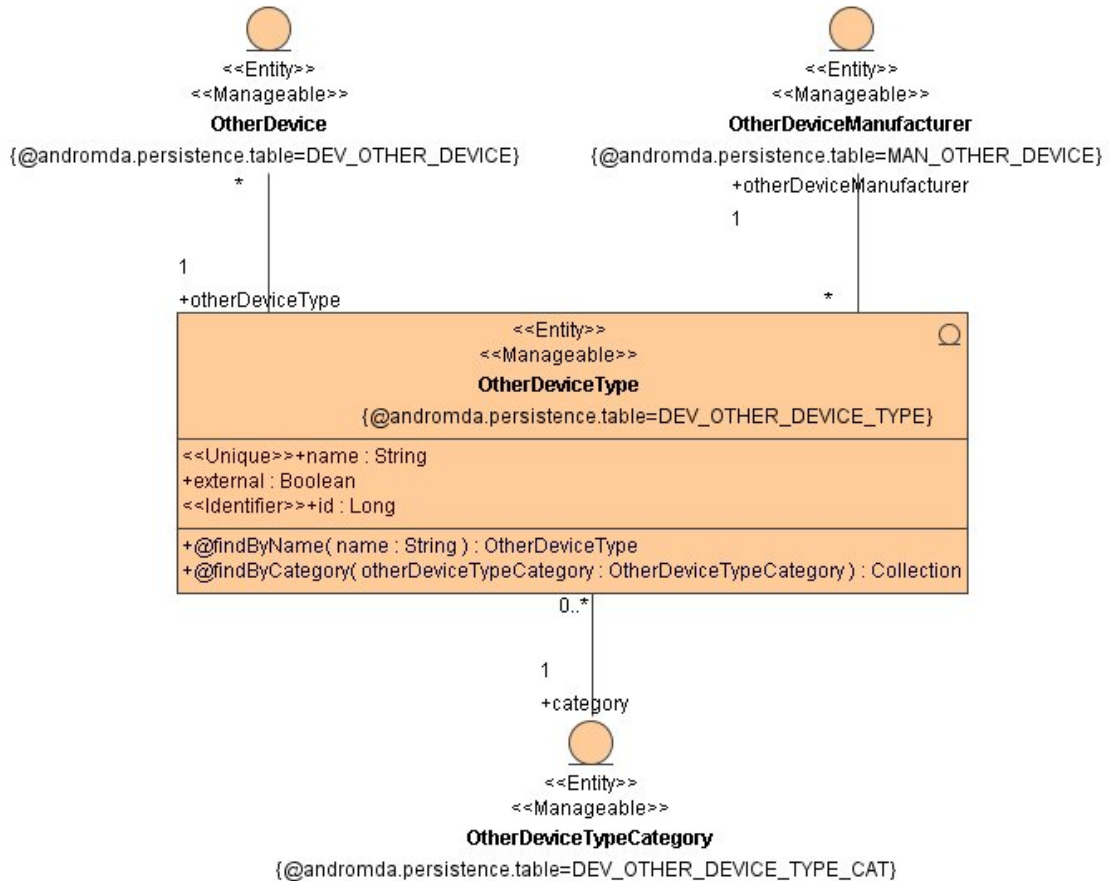 <<Entity>>
<<Manageable>>
OtherDevice
{@andromda.persistence.table=DEV_OTHER_DEVICE}
*
1
+otherDeviceType
<<Entity>>
<<Manageable>>
OtherDeviceManufacturer
{@andromda.persistence.table=MAN_OTHER_DEVICE}
+otherDeviceManufacturer
1
*
<<Entity>>
<<Manageable>>
OtherDeviceType
{@andromda.persistence.table=DEV_OTHER_DEVICE_TYPE}
<<Unique>>+name : String
+external : Boolean
<<Identifier>>+id : Long
+@findByName( name : String ) : OtherDeviceType
+@findByCategory( otherDeviceTypeCategory : OtherDeviceTypeCategory ) : Collection
0..*
1
+category
<<Entity>>
<<Manageable>>
OtherDeviceTypeCategory
{@andromda.persistence.table=DEV_OTHER_DEVICE_TYPE_CAT}